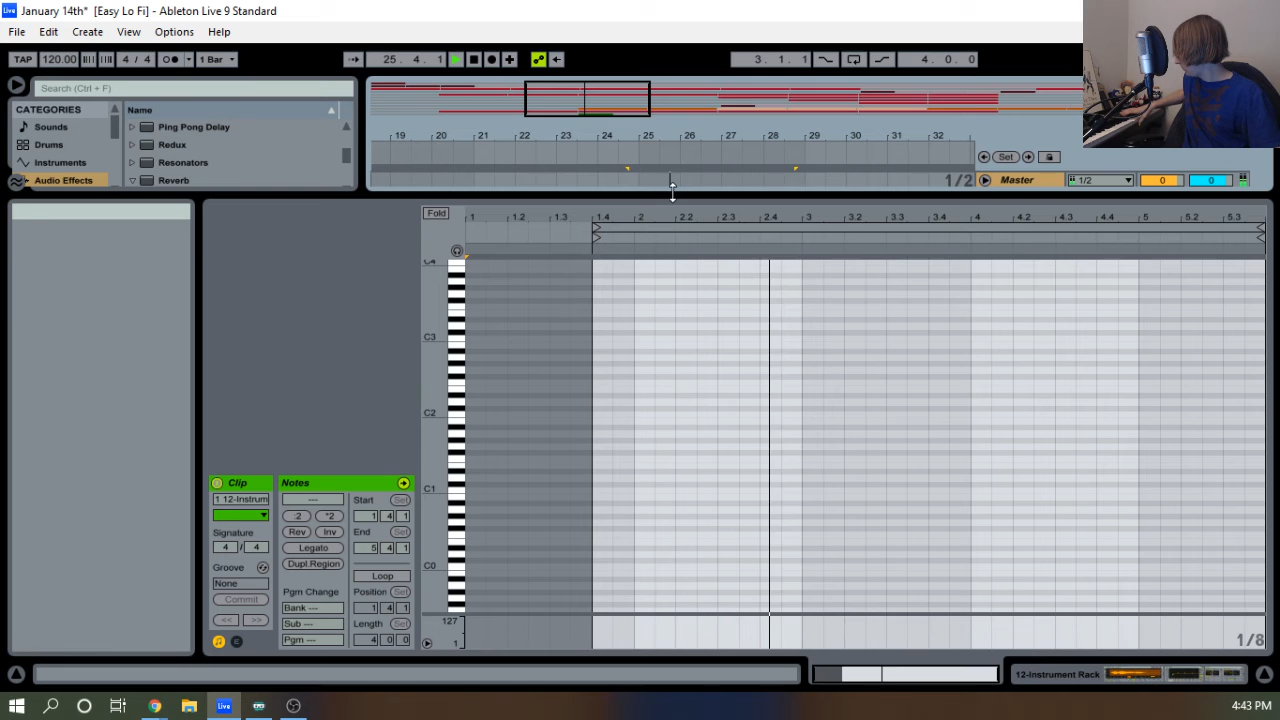 January 14th* [Easy Lo Fi] - Ableton Live 9 Standard
File Edit Create View Options Help
TAP 120.00 4 / 4 1 Bar 25. 4. 1 3. 1. 1 4. 0. 0
Search (Ctrl + F)
CATEGORIES Name
Sounds Ping Pong Delay
Drums Redux
Instruments Resonators
Audio Effects Reverb
19 20 21 22 23 24 25 26 27 28 29 30 31 32
Set
1/2 Master 1/2 0 0
Fold 1 1.2 1.3 1.4 2 2.2 2.3 2.4 3 3.2 3.3 3.4 4 4.2 4.3 4.4 5 5.2 5.3
C4
C3
C2
C1
C0
127
1
1/8
Clip
1 12-Instrum
Signature
4 / 4
Groove
None
Commit
<< >>
Notes
---
:2 *2
Rev Inv
Legato
Dupl.Region
Pgm Change
Bank ---
Sub ---
Pgm ---
Start Set
1 4 1
End Set
5 4 1
Loop
Position Set
1 4 1
Length Set
4 0 0
12-Instrument Rack
Live 4:43 PM